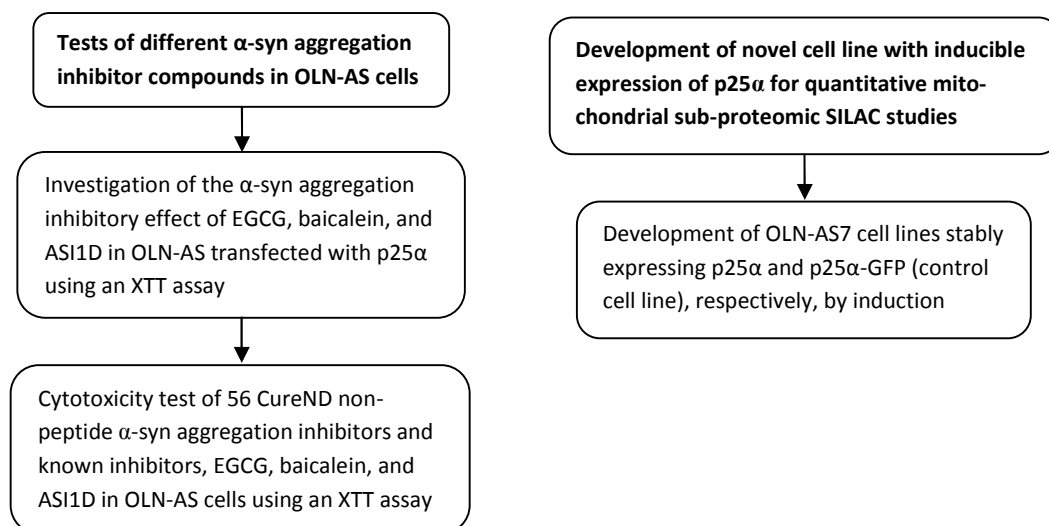 Tests of different α-syn aggregation
inhibitor compounds in OLN-AS cells
Investigation of the α-syn aggregation
inhibitory effect of EGCG, baicalein, and
ASI1D in OLN-AS transfected with p25α
using an XTT assay
Cytotoxicity test of 56 CureND non-
peptide α-syn aggregation inhibitors and
known inhibitors, EGCG, baicalein, and
ASI1D in OLN-AS cells using an XTT assay
Development of novel cell line with inducible
expression of p25α for quantitative mito-
chondrial sub-proteomic SILAC studies
Development of OLN-AS7 cell lines stably
expressing p25α and p25α-GFP (control
cell line), respectively, by induction